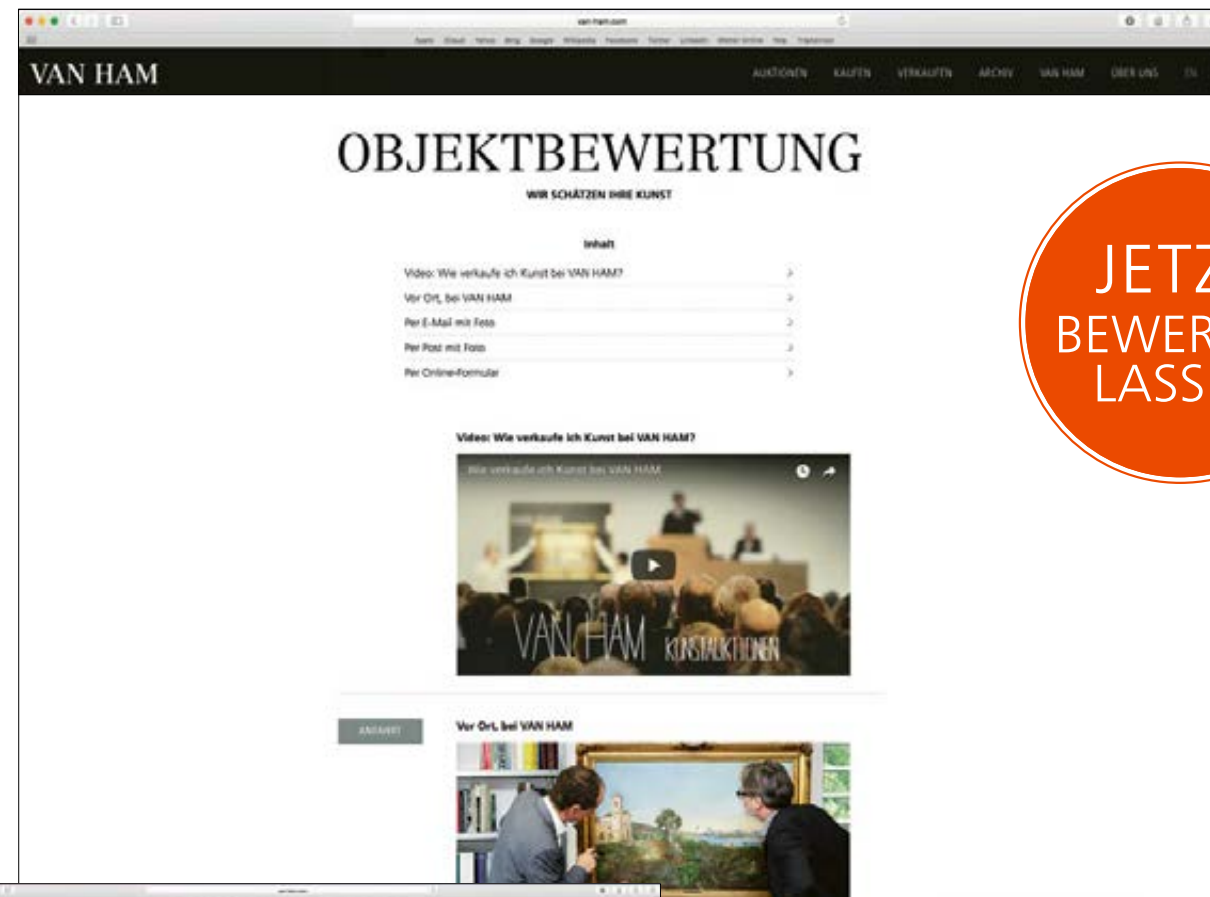 van-ham.com
VAN HAM
AUKTIONEN KAUFEN VERKAUFEN ARCHIV VAN HAM ÜBER UNS EN
OBJEKTBEWERTUNG
WIR SCHÄTZEN IHRE KUNST
Inhalt
Video: Wie verkaufe ich Kunst bei VAN HAM?
Vor Ort, bei VAN HAM
Per E-Mail mit Foto
Per Post mit Foto
Per Online-Formular
JETZ
BEWER
LASS
Video: Wie verkaufe ich Kunst bei VAN HAM?
Wie verkaufe ich Kunst bei VAN HAM
VAN HAM KUNSTAUKTIONEN
ANFAHRT
Vor Ort, bei VAN HAM